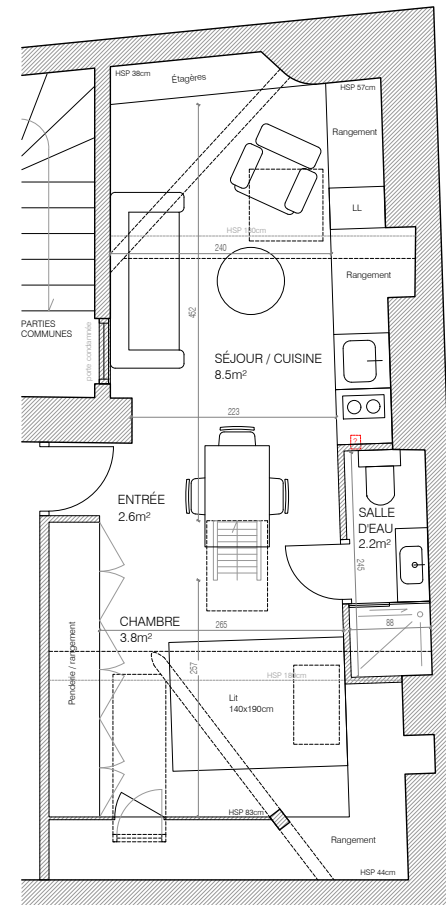 HSP 38cm
Étagères
HSP 57cm
Rangement
LL
HSP 180cm
240
Rangement
452
PARTIES
COMMUNES
porte condamnée
SÉJOUR / CUISINE
8.5m²
223
?
ENTRÉE
2.6m²
SALLE
D'EAU
2.2m²
245
CHAMBRE
3.8m²
265
88
257
Penderie / rangement
HSP 180cm
Lit
140x190cm
HSP 83cm
Rangement
HSP 44cm